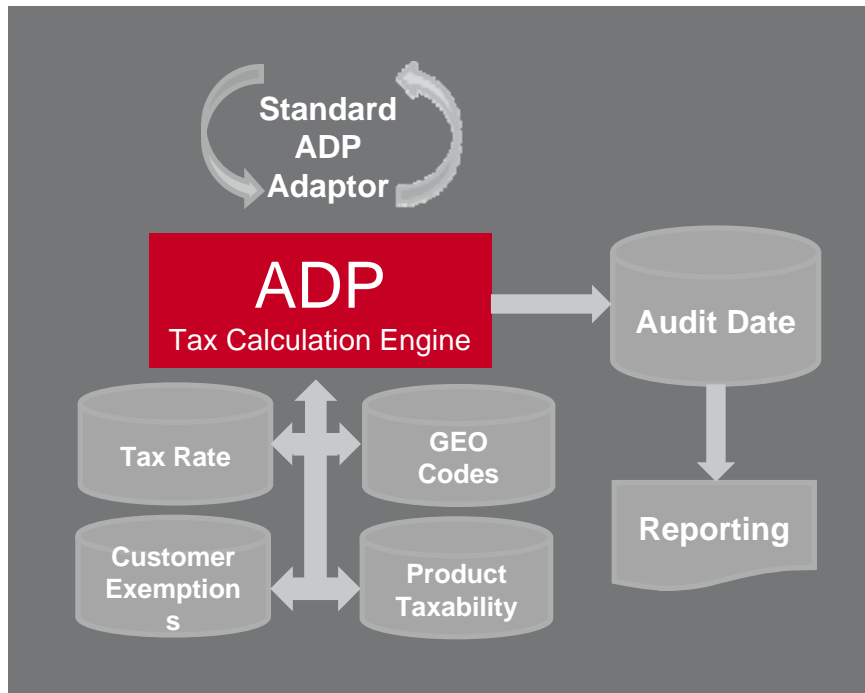 Standard
ADP
Adaptor
ADP
Tax Calculation Engine
Audit Date
Tax Rate
GEO
Codes
Reporting
Customer
Exemption
s
Product
Taxability